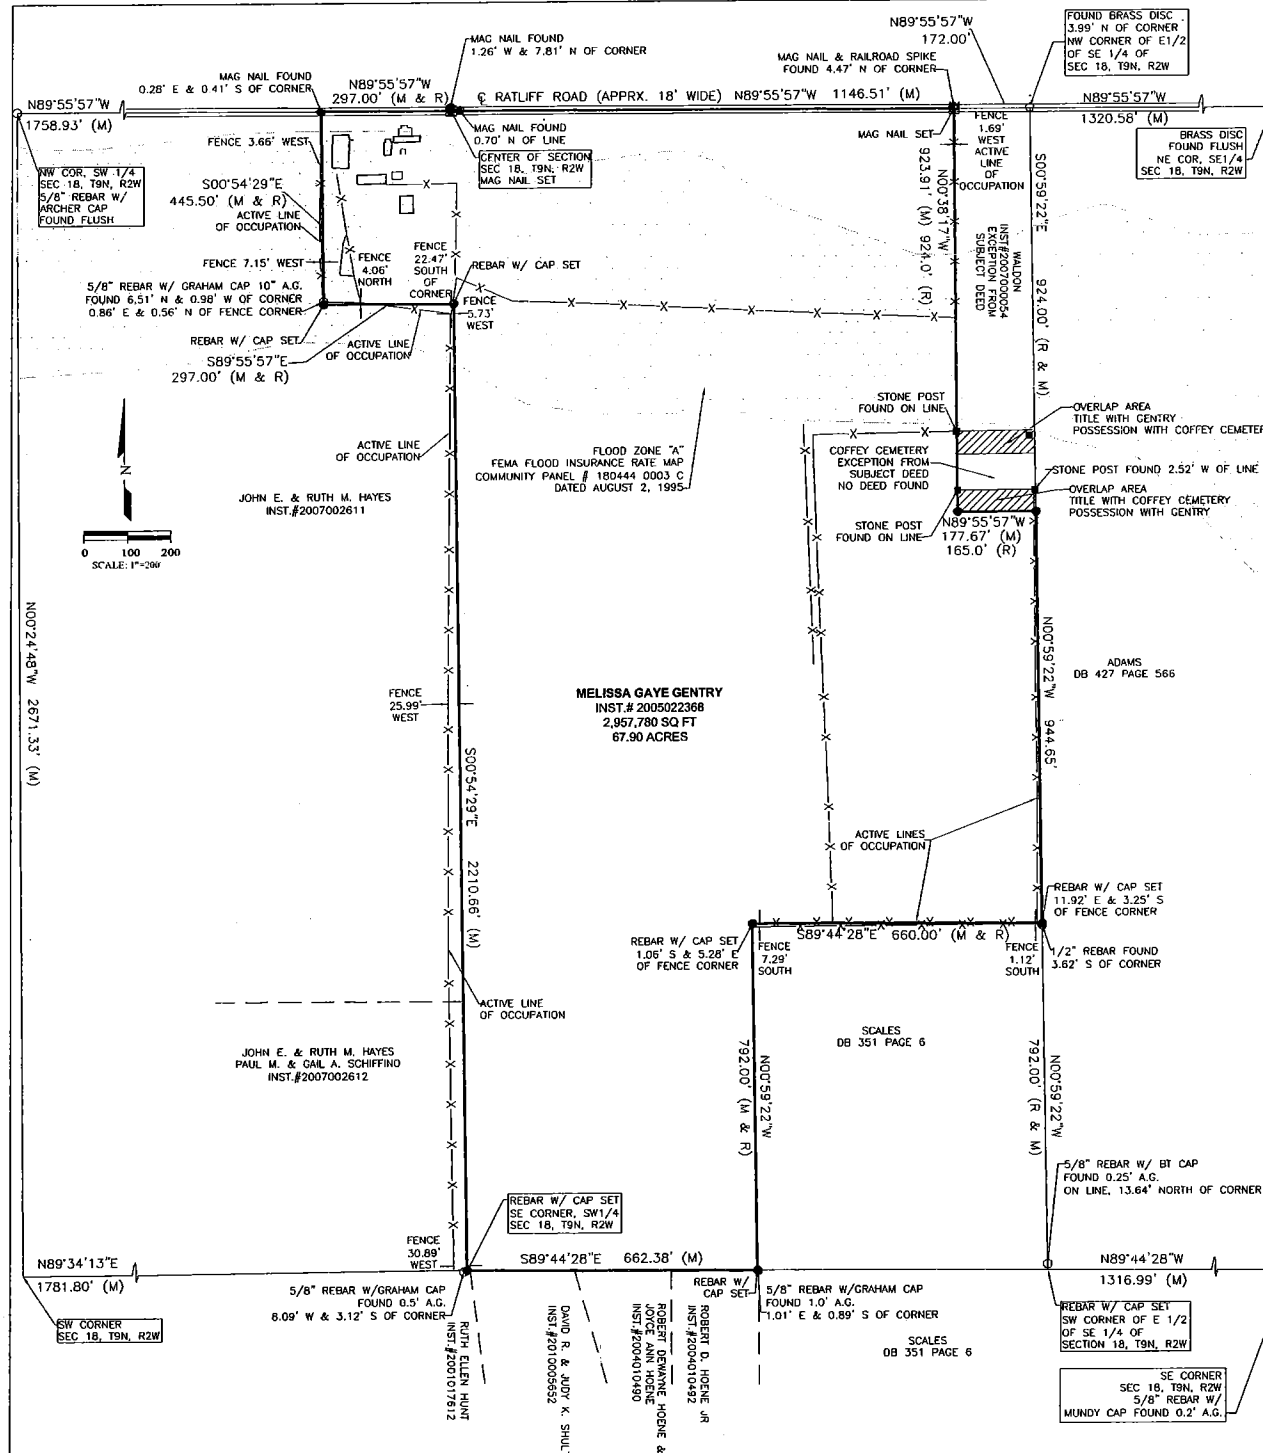 FOUND BRASS DISC
3.99' N OF CORNER
NW CORNER OF E1/2
OF SE 1/4 OF
SEC 18, T9N, R2W
N89°55'57"W
172.00'
MAG NAIL FOUND
1.26' W & 7.81' N OF CORNER
MAG NAIL & RAILROAD SPIKE
FOUND 4.47' N OF CORNER
MAG NAIL FOUND
0.28' E & 0.41' S OF CORNER
N89°55'57"W
297.00' (M & R)
℄ RATLIFF ROAD (APPRX. 18' WIDE) N89°55'57"W 1146.51' (M)
N89°55'57"W
1320.58' (M)
N89°55'57"W
1758.93' (M)
MAG NAIL FOUND
0.70' N OF LINE
CENTER OF SECTION
SEC 18, T9N, R2W
MAG NAIL SET
MAG NAIL SET
FENCE
1.69'
WEST
ACTIVE
LINE
OF
OCCUPATION
BRASS DISC
FOUND FLUSH
NE COR, SE1/4
SEC 18, T9N, R2W
NW COR, SW 1/4
SEC 18, T9N, R2W
5/8" REBAR W/
ARCHER CAP
FOUND FLUSH
FENCE 3.66' WEST
S00°54'29"E
445.50' (M & R)
ACTIVE LINE
OF OCCUPATION
FENCE 7.15' WEST
FENCE
4.06'
NORTH
FENCE
22.47'
SOUTH
OF
CORNER
REBAR W/ CAP SET
N00°38'17"W
923.91' (M) 924.0' (R)
WALDON
INST#2007000054
EXCEPTION FROM
SUBJECT DEED
S00°59'22"E 924.00' (R & M)
5/8" REBAR W/ GRAHAM CAP 10" A.G.
FOUND 6.51' N & 0.98' W OF CORNER
0.86' E & 0.56' N OF FENCE CORNER
FENCE
5.73'
WEST
REBAR W/ CAP SET
ACTIVE LINE
OF OCCUPATION
S89°55'57"E
297.00' (M & R)
N
0 100 200
SCALE: 1"=200'
ACTIVE LINE
OF OCCUPATION
JOHN E. & RUTH M. HAYES
INST.#2007002611
FLOOD ZONE "A"
FEMA FLOOD INSURANCE RATE MAP
COMMUNITY PANEL # 180444 0003 C
DATED AUGUST 2, 1995
STONE POST
FOUND ON LINE
COFFEY CEMETERY
EXCEPTION FROM
SUBJECT DEED
NO DEED FOUND
OVERLAP AREA
TITLE WITH GENTRY
POSSESSION WITH COFFEY CEMETER
STONE POST FOUND 2.52' W OF LINE
OVERLAP AREA
TITLE WITH COFFEY CEMETERY
POSSESSION WITH GENTRY
STONE POST
FOUND ON LINE
N89°55'57"W
177.67' (M)
165.0' (R)
N00°24'48"W 2671.33' (M)
FENCE
25.99'
WEST
MELISSA GAYE GENTRY
INST.# 2005022368
2,957,780 SQ FT
67.90 ACRES
N00°59'22"W 944.65'
ADAMS
DB 427 PAGE 566
S00°54'29"E 2210.66' (M)
ACTIVE LINES
OF OCCUPATION
REBAR W/ CAP SET
11.92' E & 3.25' S
OF FENCE CORNER
S89°44'28"E 660.00' (M & R)
REBAR W/ CAP SET
1.06' S & 5.28' E
OF FENCE CORNER
FENCE
7.29'
SOUTH
FENCE
1.12'
SOUTH
1/2" REBAR FOUND
3.62' S OF CORNER
ACTIVE LINE
OF OCCUPATION
JOHN E. & RUTH M. HAYES
PAUL M. & GAIL A. SCHIFFINO
INST.#2007002612
SCALES
DB 351 PAGE 6
N00°59'22"W
792.00' (M & R)
N00°59'22"W
792.00' (R & M)
5/8" REBAR W/ BT CAP
FOUND 0.25' A.G.
ON LINE, 13.64' NORTH OF CORNER
REBAR W/ CAP SET
SE CORNER, SW1/4
SEC 18, T9N, R2W
FENCE
30.89'
WEST
S89°44'28"E 662.38' (M)
N89°34'13"E
1781.80' (M)
N89°44'28"W
1316.99' (M)
5/8" REBAR W/GRAHAM CAP
FOUND 0.5' A.G.
8.09' W & 3.12' S OF CORNER
REBAR W/
CAP SET
5/8" REBAR W/GRAHAM CAP
FOUND 1.0' A.G.
1.01' E & 0.89' S OF CORNER
SW CORNER
SEC 18, T9N, R2W
REBAR W/ CAP SET
SW CORNER OF E 1/2
OF SE 1/4 OF
SECTION 18, T9N, R2W
RUTH ELLEN HUNT
INST.#2001017612
DAVID R. & JUDY K. SHUL
INST.#2010005652
ROBERT DEWAYNE HOENE &
JOYCE ANN HOENE
INST.#2004010490
ROBERT D. HOENE JR
INST.#2004010492
SCALES
DB 351 PAGE 6
SE CORNER
SEC 18, T9N, R2W
5/8" REBAR W/
MUNDY CAP FOUND 0.2' A.G.